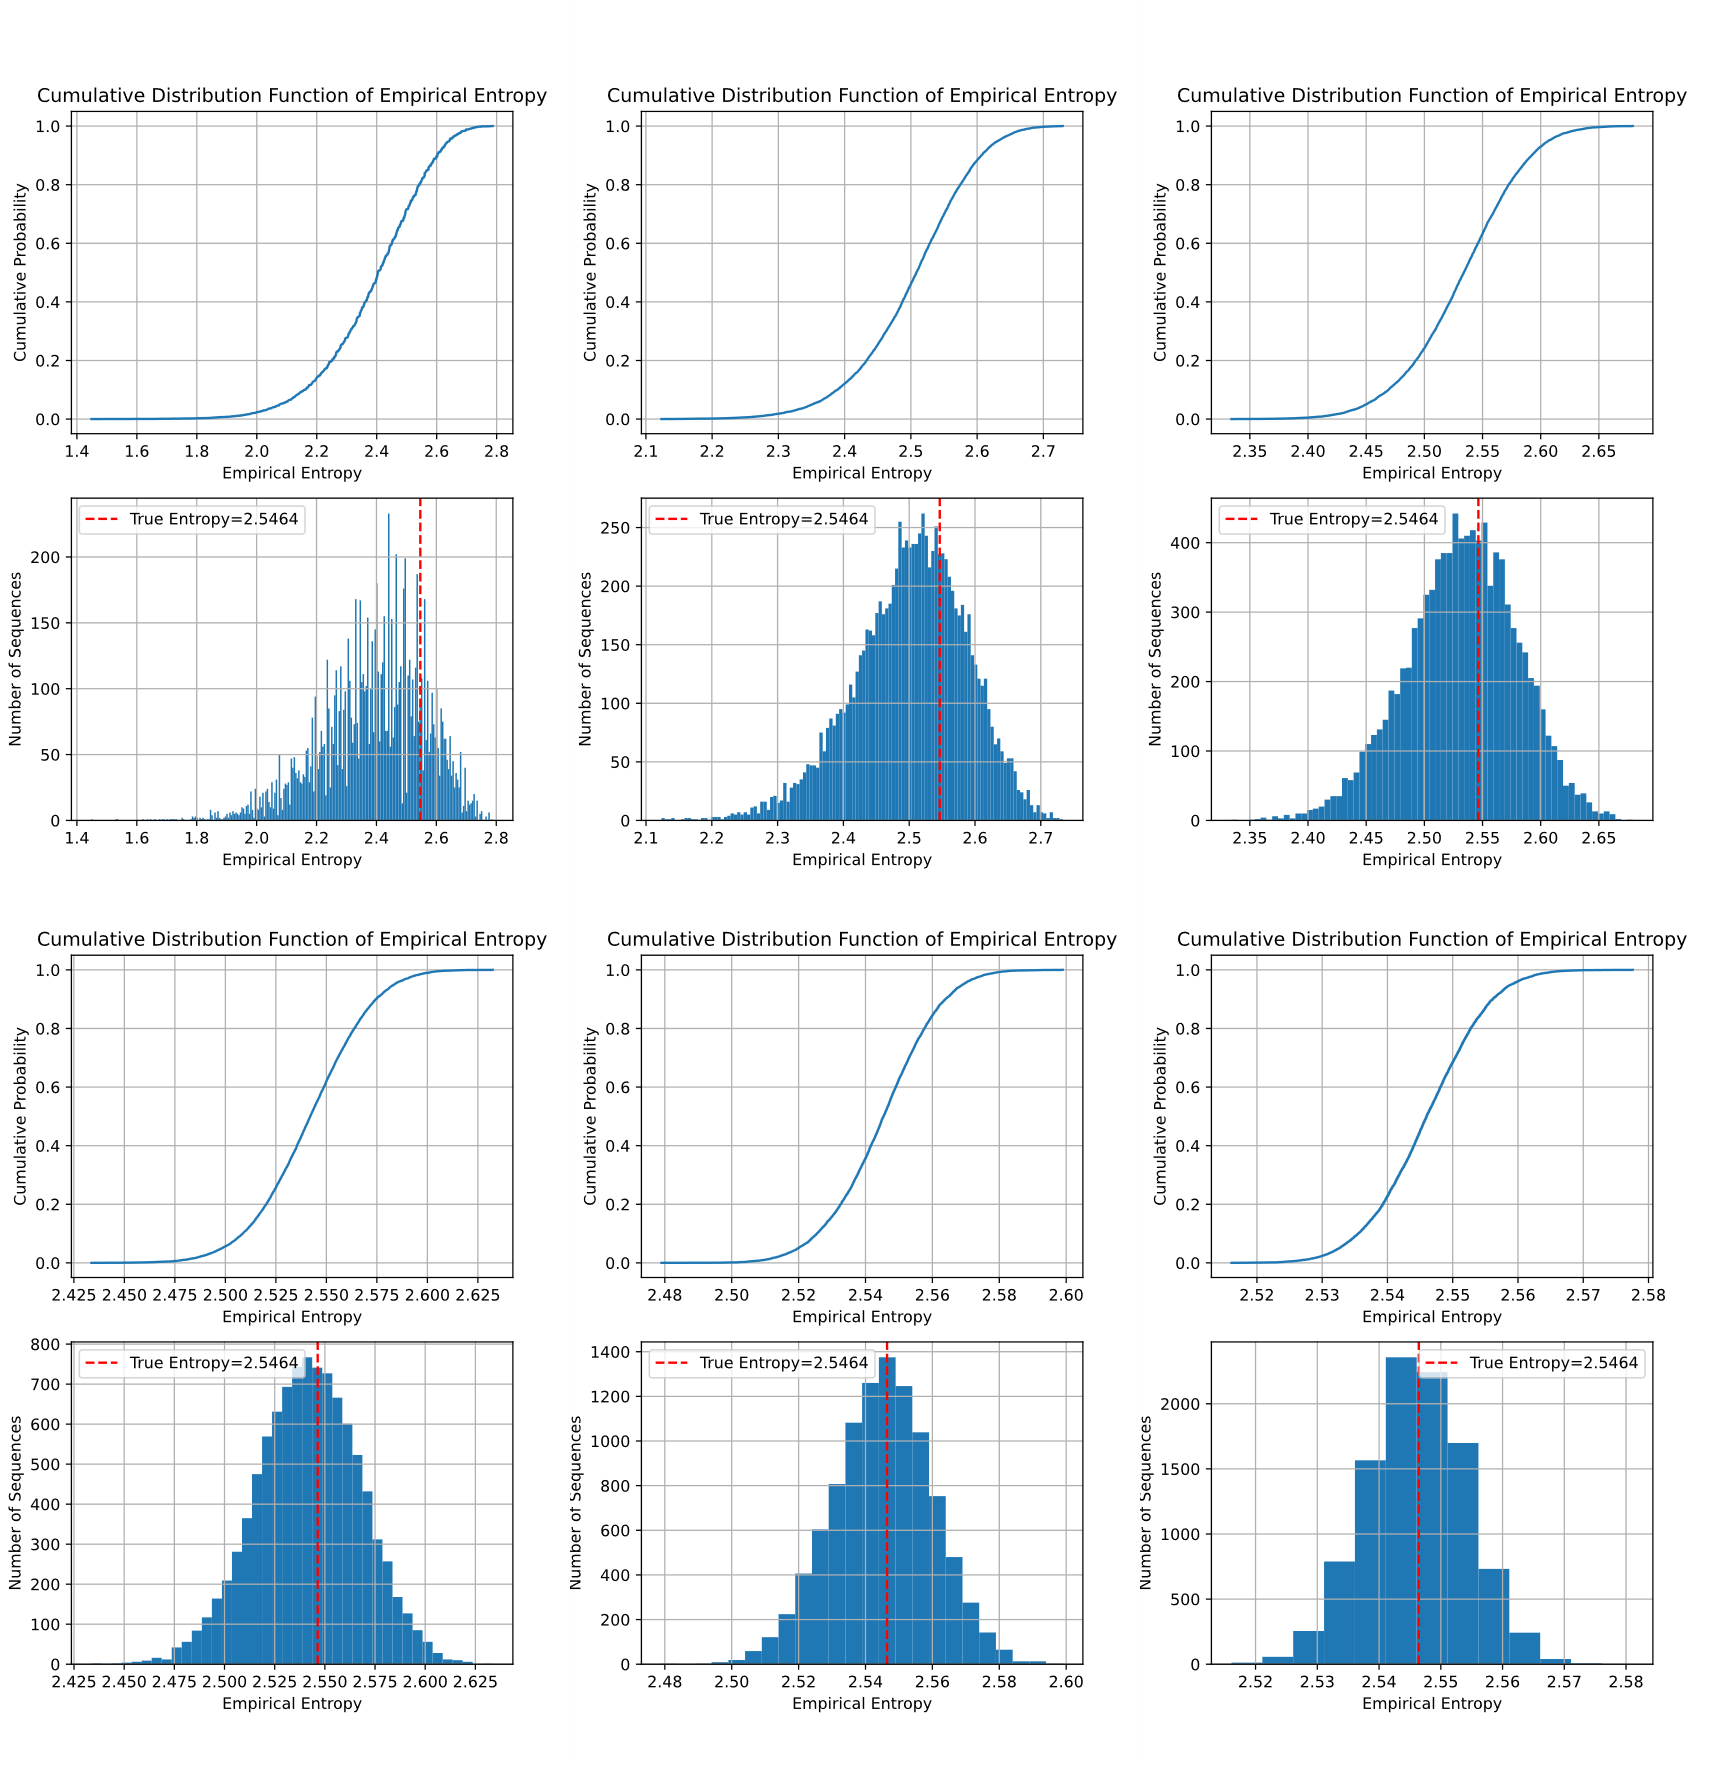 Cumulative Distribution Function of Empirical Entropy
1.0
0.8
0.6
0.4
0.2
0.0
Cumulative Probability
1.4 1.6 1.8 2.0 2.2 2.4 2.6 2.8
Empirical Entropy
Cumulative Distribution Function of Empirical Entropy
1.0
0.8
0.6
0.4
0.2
0.0
Cumulative Probability
2.1 2.2 2.3 2.4 2.5 2.6 2.7
Empirical Entropy
Cumulative Distribution Function of Empirical Entropy
1.0
0.8
0.6
0.4
0.2
0.0
Cumulative Probability
2.35 2.40 2.45 2.50 2.55 2.60 2.65
Empirical Entropy
True Entropy=2.5464
200
150
100
50
0
Number of Sequences
1.4 1.6 1.8 2.0 2.2 2.4 2.6 2.8
Empirical Entropy
True Entropy=2.5464
250
200
150
100
50
0
Number of Sequences
2.1 2.2 2.3 2.4 2.5 2.6 2.7
Empirical Entropy
True Entropy=2.5464
400
300
200
100
0
Number of Sequences
2.35 2.40 2.45 2.50 2.55 2.60 2.65
Empirical Entropy
Cumulative Distribution Function of Empirical Entropy
1.0
0.8
0.6
0.4
0.2
0.0
Cumulative Probability
2.425 2.450 2.475 2.500 2.525 2.550 2.575 2.600 2.625
Empirical Entropy
Cumulative Distribution Function of Empirical Entropy
1.0
0.8
0.6
0.4
0.2
0.0
Cumulative Probability
2.48 2.50 2.52 2.54 2.56 2.58 2.60
Empirical Entropy
Cumulative Distribution Function of Empirical Entropy
1.0
0.8
0.6
0.4
0.2
0.0
Cumulative Probability
2.52 2.53 2.54 2.55 2.56 2.57 2.58
Empirical Entropy
True Entropy=2.5464
800
700
600
500
400
300
200
100
0
Number of Sequences
2.425 2.450 2.475 2.500 2.525 2.550 2.575 2.600 2.625
Empirical Entropy
True Entropy=2.5464
1400
1200
1000
800
600
400
200
0
Number of Sequences
2.48 2.50 2.52 2.54 2.56 2.58 2.60
Empirical Entropy
True Entropy=2.5464
2000
1500
1000
500
0
Number of Sequences
2.52 2.53 2.54 2.55 2.56 2.57 2.58
Empirical Entropy